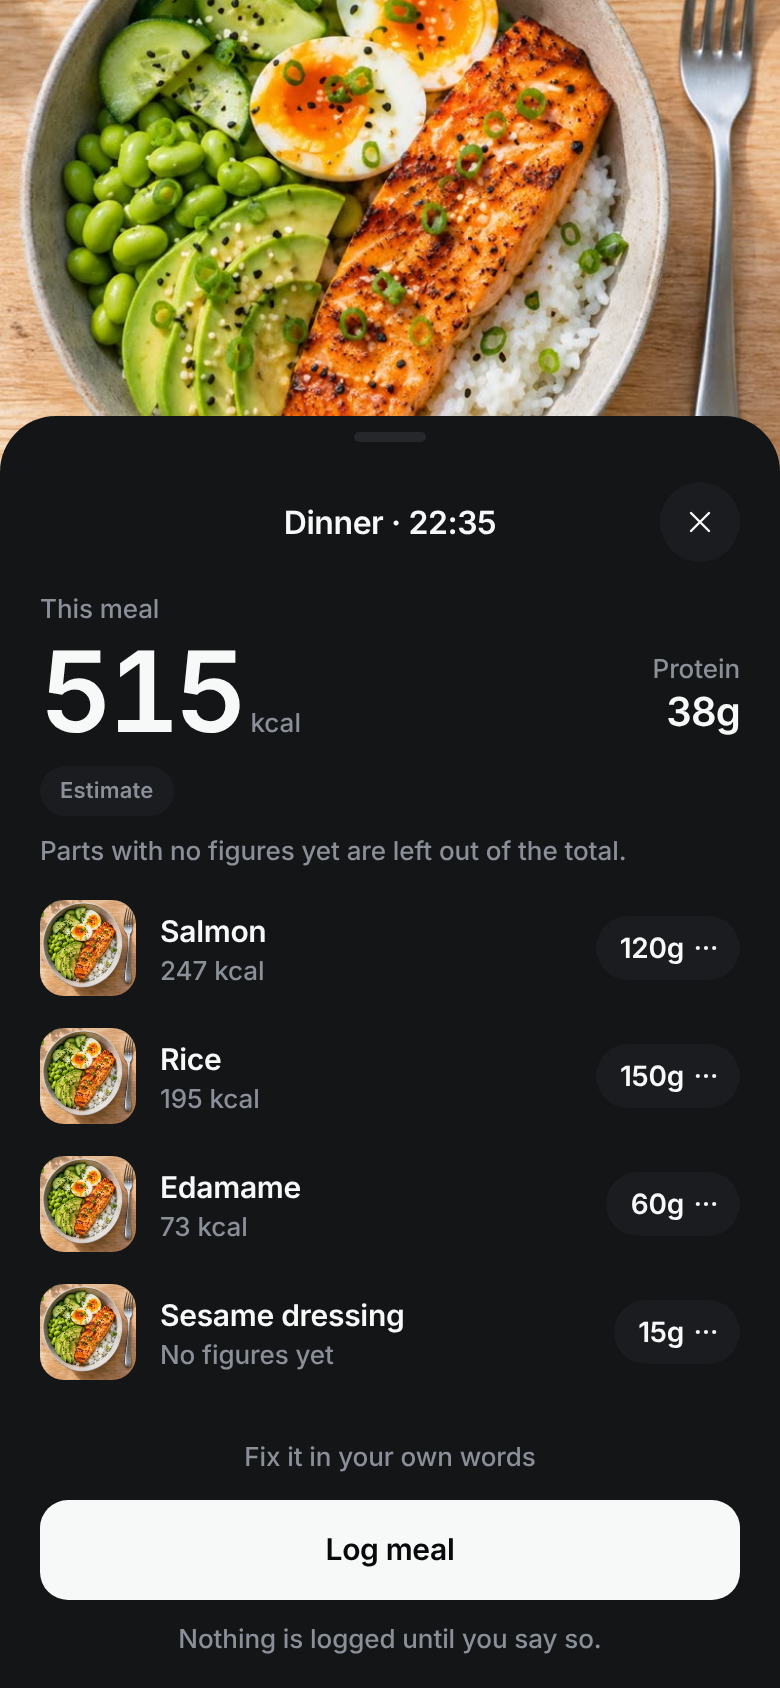 Dinner · 22:35
This meal
515 kcal
Protein
38g
Estimate
Parts with no figures yet are left out of the total.
Salmon
247 kcal
120g ···
Rice
195 kcal
150g ···
Edamame
73 kcal
60g ···
Sesame dressing
No figures yet
15g ···
Fix it in your own words
Log meal
Nothing is logged until you say so.